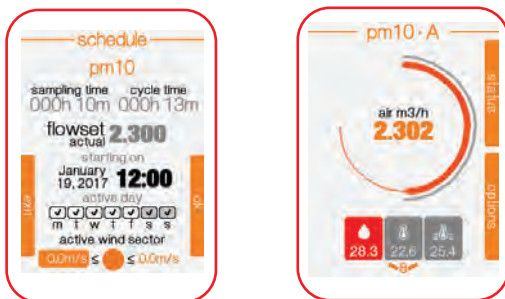 schedule
pm10
sampling time cycle time
000h 10m 000h 13m
flowset 2.300
actual
starting on
January
19, 2017 12:00
active day
m t w t f s s
active wind sector
0.0m/s ≤ ≤ 0.0m/s
exit
ok
pm10 · A
air m3/h
2.302
status
options
28.3 22.6 25.4
B